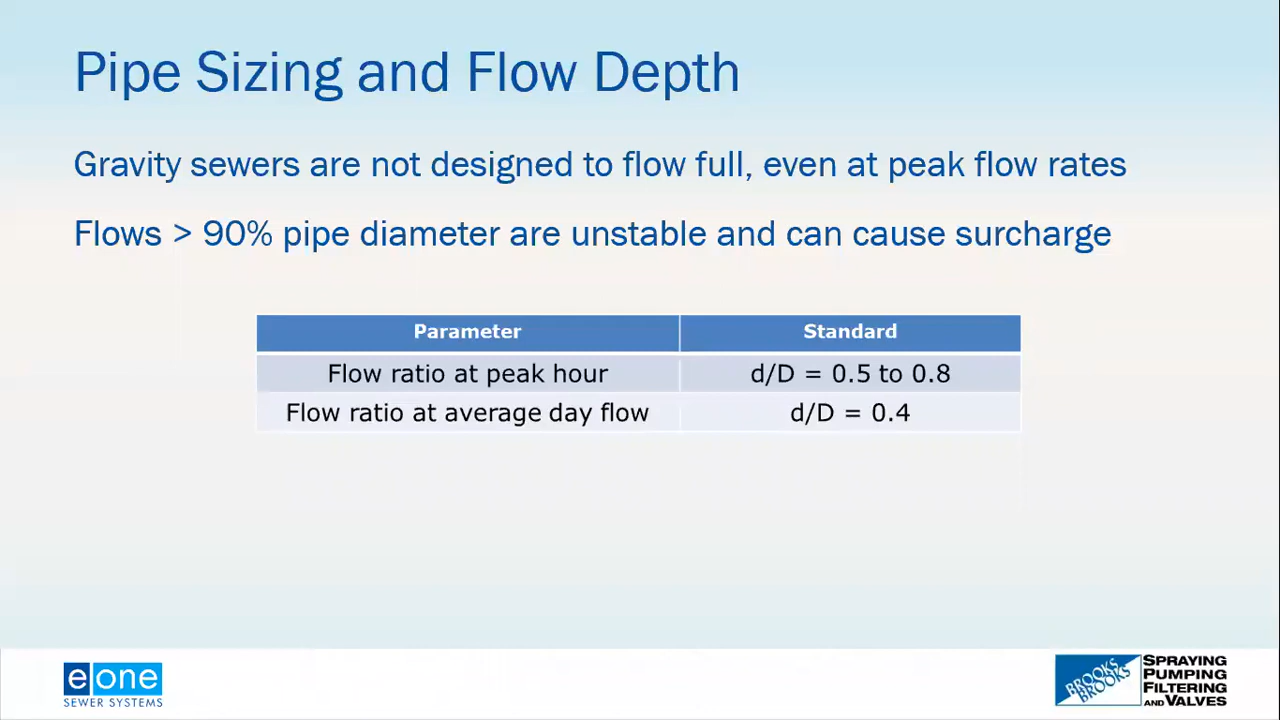 Pipe Sizing and Flow Depth
Gravity sewers are not designed to flow full, even at peak flow rates
Flows > 90% pipe diameter are unstable and can cause surcharge
Parameter Standard
Flow ratio at peak hour d/D = 0.5 to 0.8
Flow ratio at average day flow d/D = 0.4
eone
SEWER SYSTEMS
BROOKS
BROOKS
SPRAYING
PUMPING
FILTERING
AND VALVES